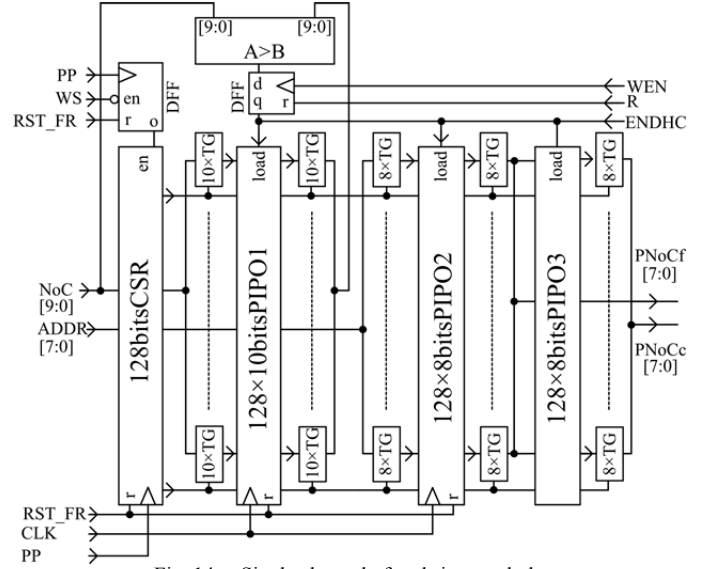 [9:0] [9:0]
A>B
PP
WS
RST_FR
en
r o
DFF
DFF
d
q r
WEN
R
ENDHC
en
128bitsCSR
r
10×TG
load
128×10bitsPIPO1
r
10×TG
8×TG
load
128×8bitsPIPO2
r
8×TG
load
128×8bitsPIPO3
8×TG
NoC
[9:0]
ADDR
[7:0]
PNoCf
[7:0]
PNoCc
[7:0]
10×TG
10×TG
8×TG
8×TG
8×TG
RST_FR
CLK
PP